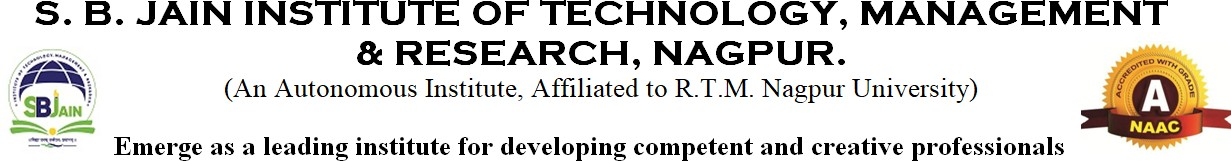 S. B. JAIN INSTITUTE OF TECHNOLOGY, MANAGEMENT
& RESEARCH, NAGPUR.
(An Autonomous Institute, Affiliated to R.T.M. Nagpur University)
Emerge as a leading institute for developing competent and creative professionals
SBJAIN
ACCREDITED WITH GRADE
A
NAAC